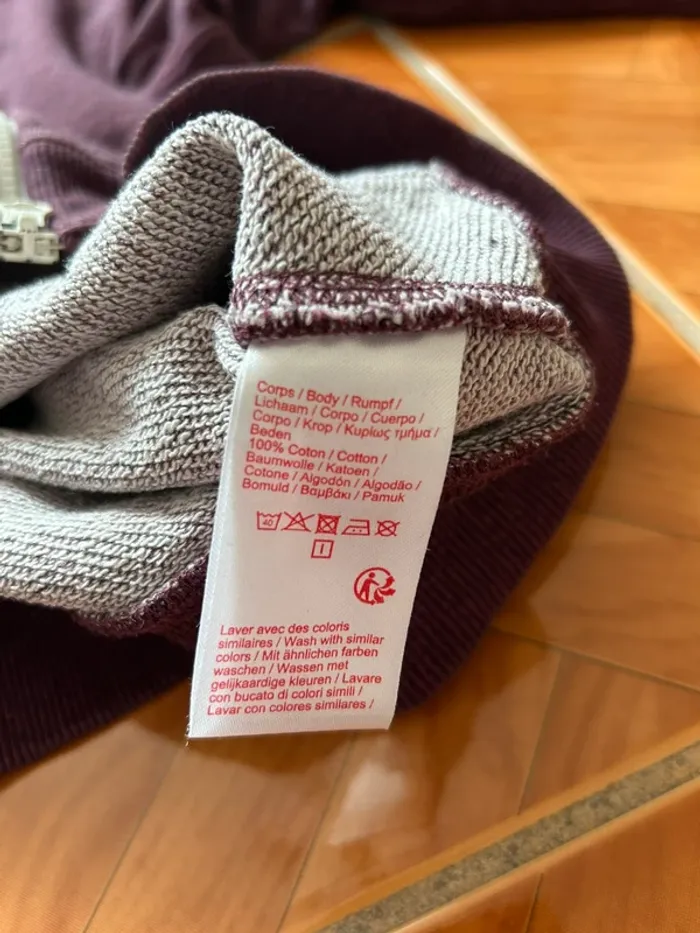 Corps / Body / Rumpf /
Lichaam / Corpo / Cuerpo /
Corpo / Krop / Κυρίως τμήμα /
Beden
100% Coton / Cotton /
Baumwolle / Katoen /
Cotone / Algodón / Algodão /
Bomuld / Βαμβάκι / Pamuk
40
I
Laver avec des coloris
similaires / Wash with similar
colors / Mit ähnlichen farben
waschen / Wassen met
gelijkaardige kleuren / Lavare
con bucato di colori simili /
Lavar con colores similares /